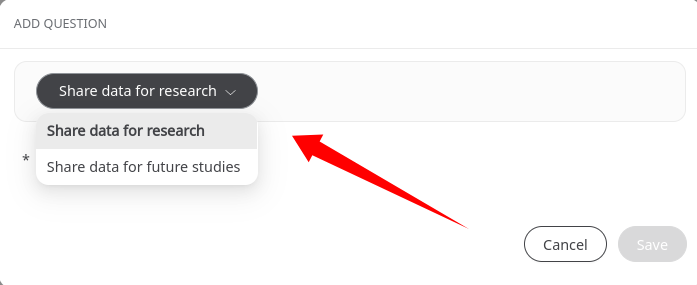 ADD QUESTION
Share data for research
Share data for research
Share data for future studies
*
Cancel
Save